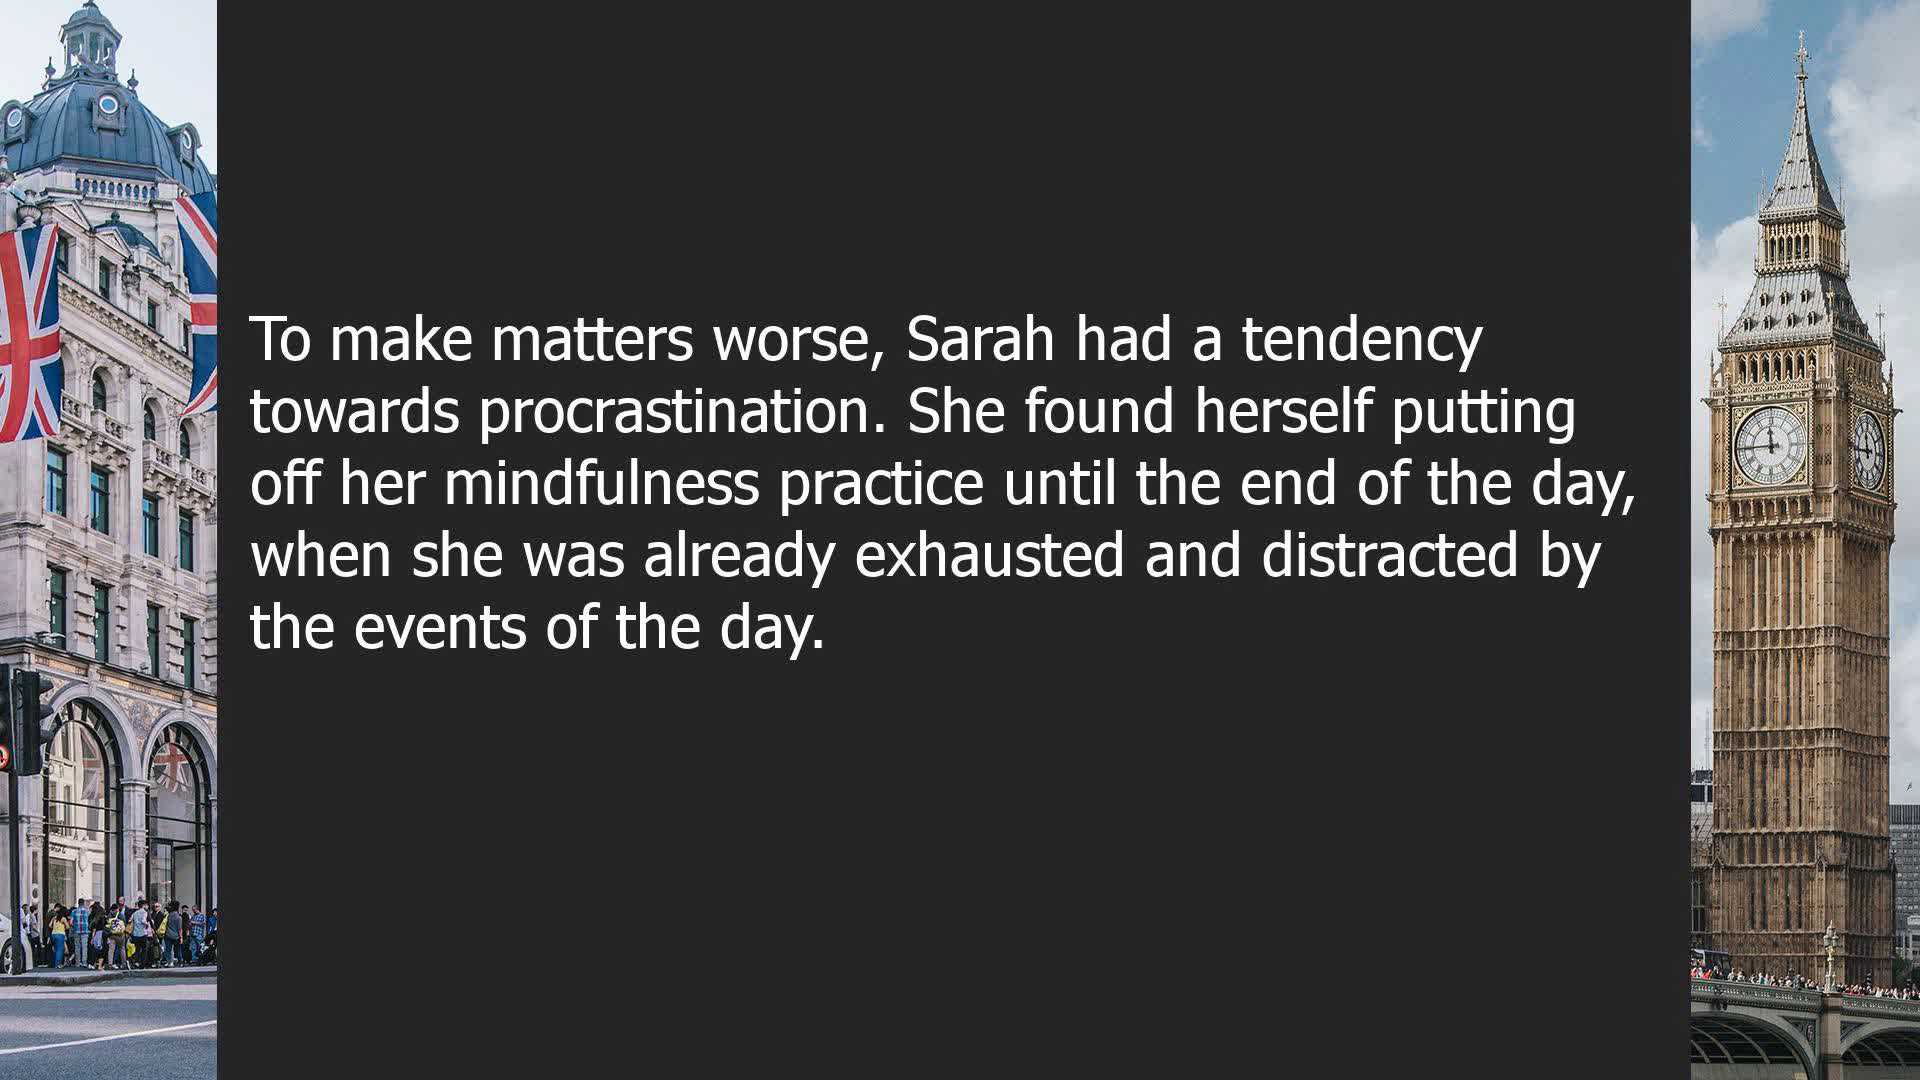 To make matters worse, Sarah had a tendency
towards procrastination. She found herself putting
off her mindfulness practice until the end of the day,
when she was already exhausted and distracted by
the events of the day.